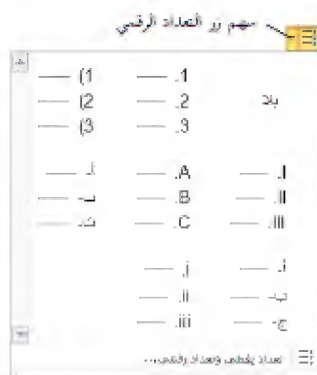 سهم زر التعداد الرقمي
بلا
1.
(1
2.
(2
3.
(3
I.
A.
أ.
II.
B.
ب-
III.
C.
ت-
أ.
i.
ب-
ii.
ج-
iii.
تعداد نقطي وتعداد رقمي...